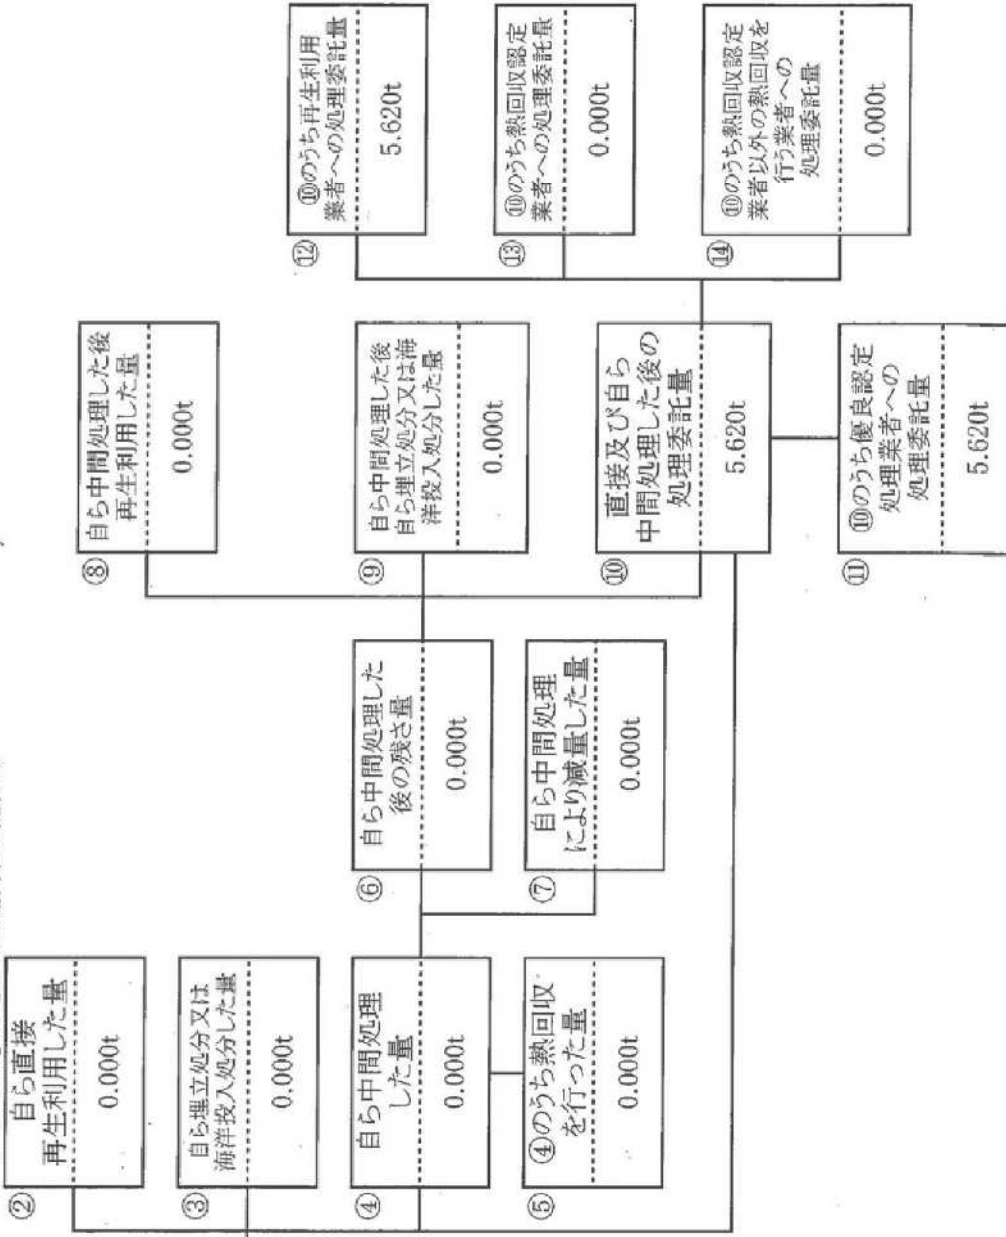 ②
自ら直接
再生利用した量
0.000t
③
自ら埋立処分又は
海洋投入処分した量
0.000t
④
自ら中間処理
した量
0.000t
⑤
④のうち熱回収
を行った量
0.000t
⑥
自ら中間処理した
後の残さ量
0.000t
⑦
自ら中間処理
により減量した量
0.000t
⑧
自ら中間処理した後
再生利用した量
0.000t
⑨
自ら中間処理した後
自ら埋立処分又は海
洋投入処分した量
0.000t
⑩
直接及び自ら
中間処理した後の
処理委託量
5.620t
⑪
⑩のうち優良認定
処理業者への
処理委託量
5.620t
⑫
⑩のうち再生利用
業者への処理委託量
5.620t
⑬
⑩のうち熱回収認定
業者への処理委託量
0.000t
⑭
⑩のうち熱回収認定
業者以外の熱回収を
行う業者への
処理委託量
0.000t